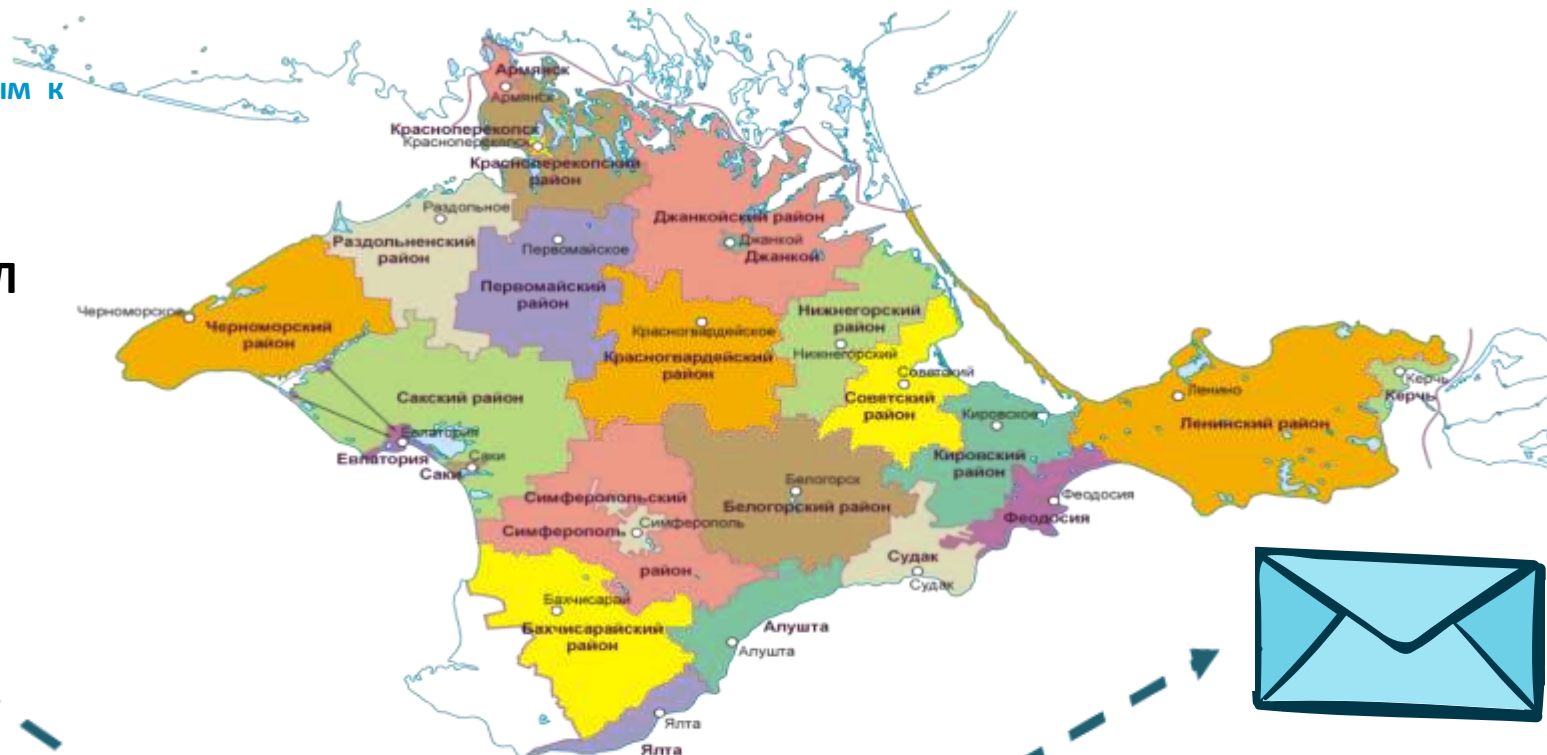 ым к
л
Армянск
Армянск
Красноперекопск
Красноперекопск
Красноперекопский
район
Раздольное
Раздольненский
район
Первомайское
Первомайский
район
Джанкойский район
Джанкой
Джанкой
Черноморское
Черноморский
район
Красногвардейское
Красногвардейский
район
Нижнегорский
район
Нижнегорский
Советский
Советский
район
Сакский район
Евпатория
Евпатория
Саки
Саки
Кировское
Кировский
район
Ленино
Ленинский район
Керчь
Керчь
Белогорск
Белогорский район
Феодосия
Феодосия
Симферопольский
Симферополь
Симферополь
район
Судак
Судак
Бахчисарай
Бахчисарайский
район
Алушта
Алушта
Ялта
Ялта